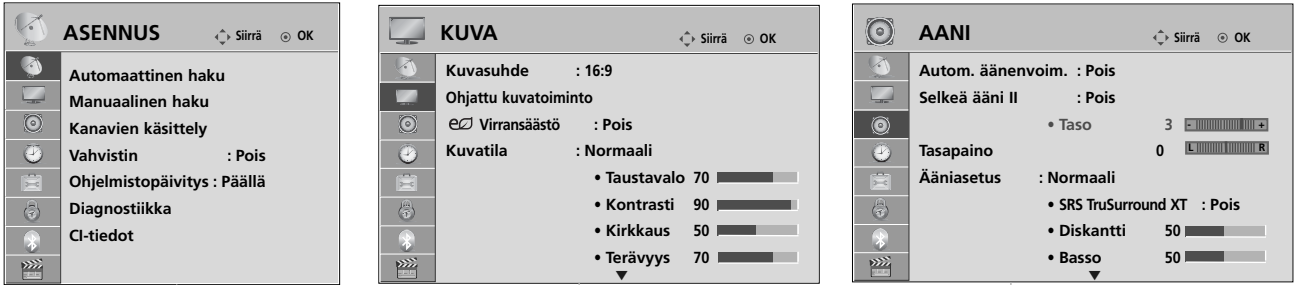 ASENNUS Siirrä OK
Automaattinen haku
Manuaalinen haku
Kanavien käsittely
Vahvistin : Pois
Ohjelmistopäivitys : Päällä
Diagnostiikka
CI-tiedot
KUVA Siirrä OK
Kuvasuhde : 16:9
Ohjattu kuvatoiminto
Virransäästö : Pois
Kuvatila : Normaali
• Taustavalo 70
• Kontrasti 90
• Kirkkaus 50
• Terävyys 70
AANI Siirrä OK
Autom. äänenvoim. : Pois
Selkeä ääni II : Pois
• Taso 3 - +
Tasapaino 0 L R
Ääniasetus : Normaali
• SRS TruSurround XT : Pois
• Diskantti 50
• Basso 50